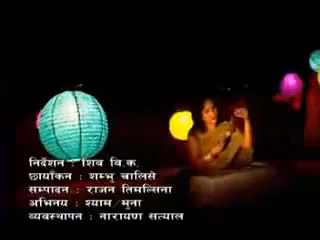 निर्देशन : शिव वि.क.
छायाँकन : शम्भु चालिसे
सम्पादन : राजन तिमल्सिना
अभिनय : श्याम/मुना
व्यवस्थापन : नारायण सत्याल